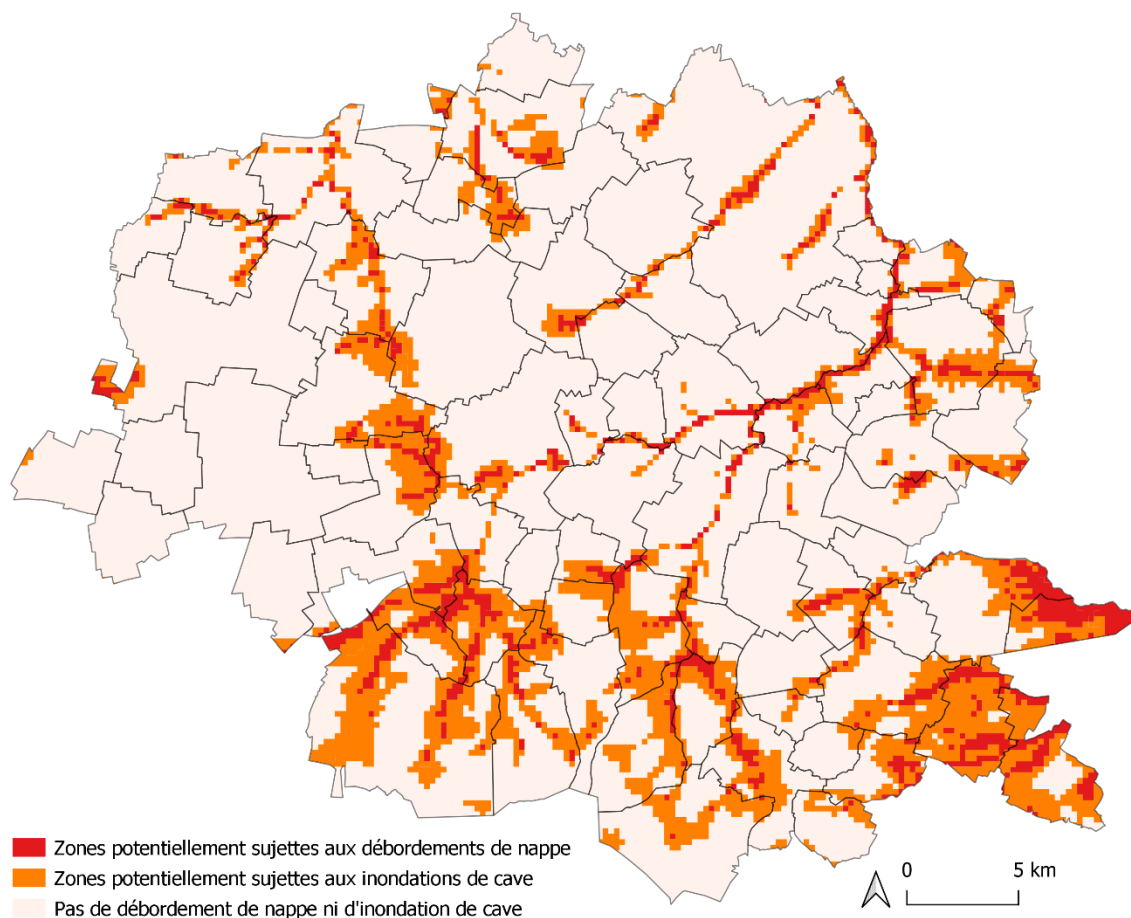 Zones potentiellement sujettes aux débordements de nappe
Zones potentiellement sujettes aux inondations de cave
Pas de débordement de nappe ni d'inondation de cave
0 5 km